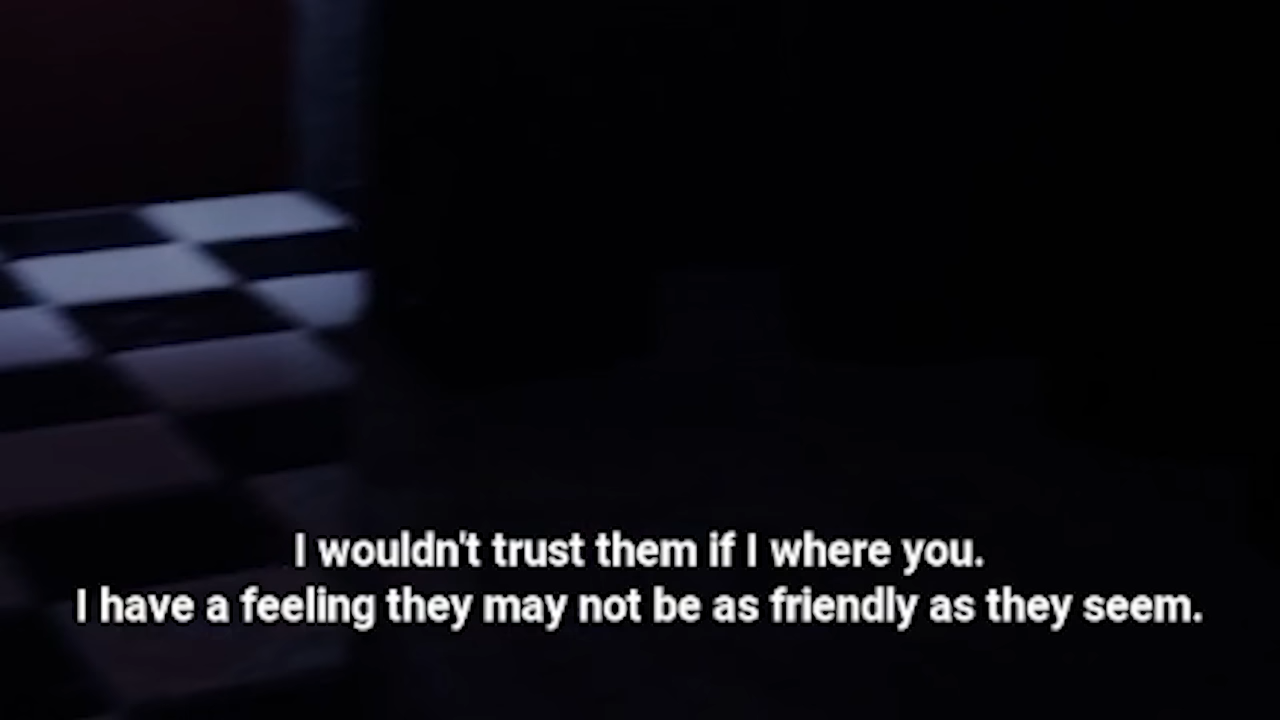 I wouldn't trust them if I where you.
I have a feeling they may not be as friendly as they seem.